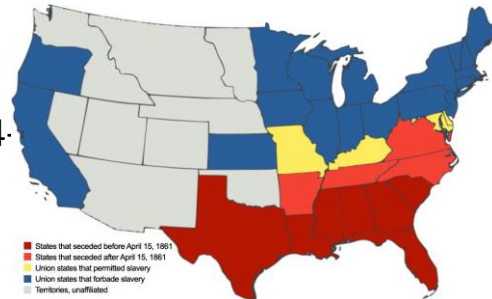 4-
States that seceded before April 15, 1861
States that seceded after April 15, 1861
Union states that permitted slavery
Union states that forbade slavery
Territories, unaffiliated